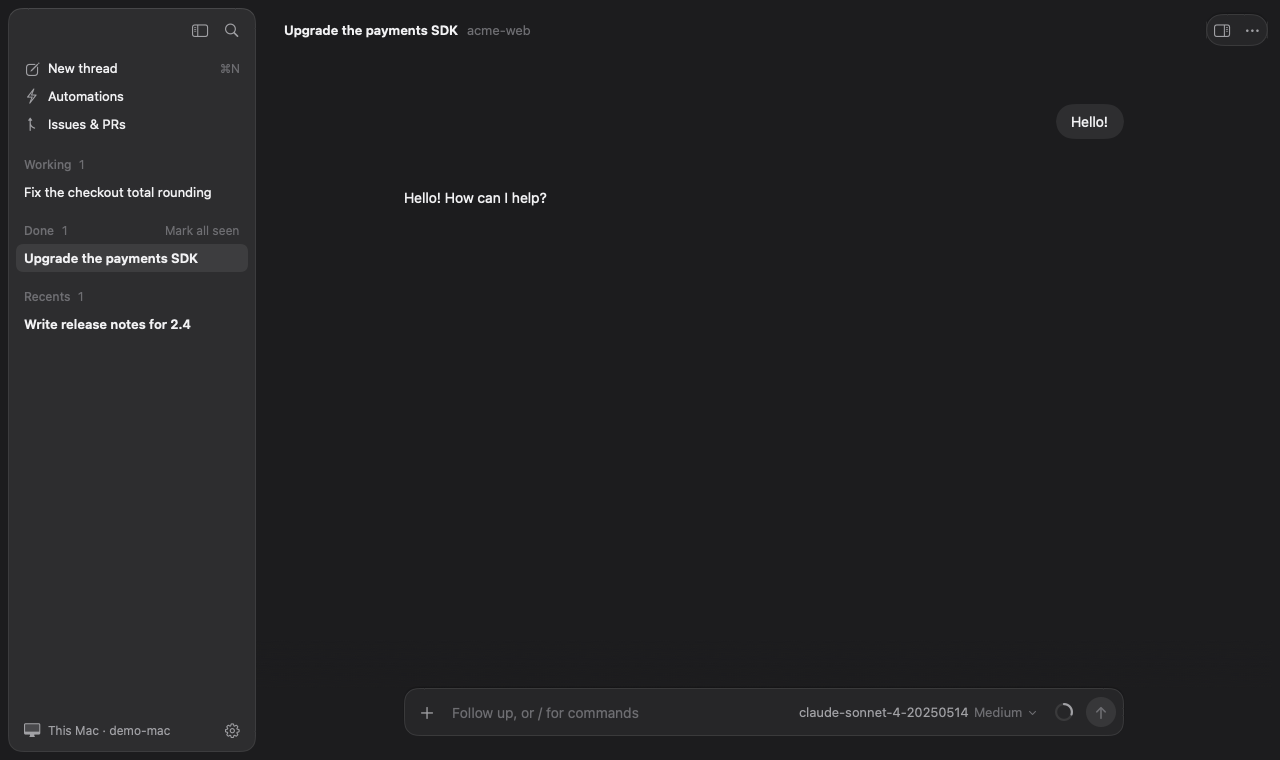 New thread ⌘N
Automations
Issues & PRs
Working 1
Fix the checkout total rounding
Done 1 Mark all seen
Upgrade the payments SDK
Recents 1
Write release notes for 2.4
This Mac · demo-mac
Upgrade the payments SDK acme-web
Hello!
Hello! How can I help?
Follow up, or / for commands claude-sonnet-4-20250514 Medium